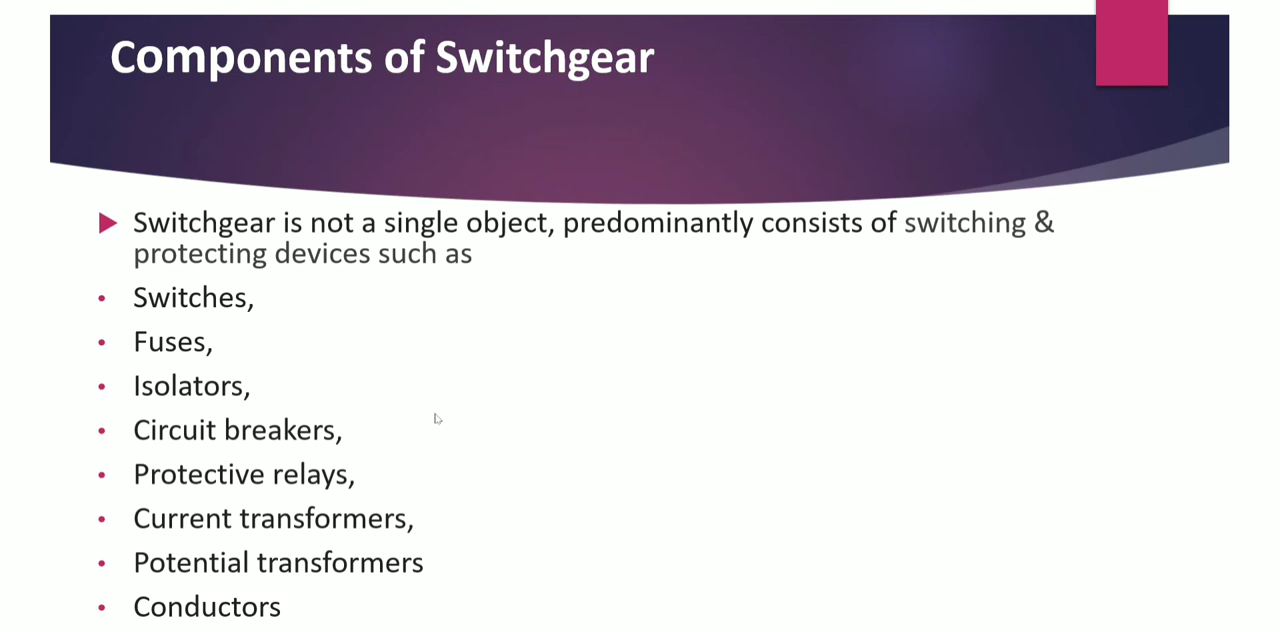 Components of Switchgear
Switchgear is not a single object, predominantly consists of switching &
protecting devices such as
Switches,
Fuses,
Isolators,
Circuit breakers,
Protective relays,
Current transformers,
Potential transformers
Conductors